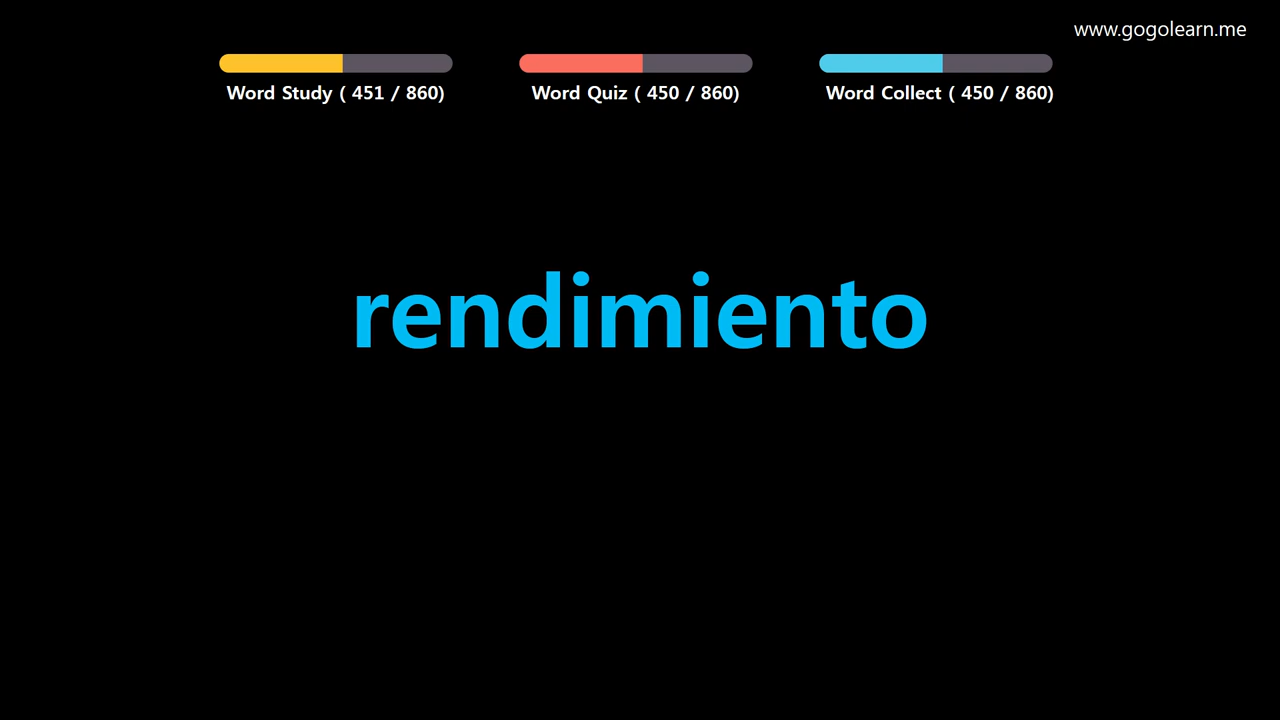 www.gogolearn.me
Word Study ( 451 / 860)
Word Quiz ( 450 / 860)
Word Collect ( 450 / 860)
rendimiento